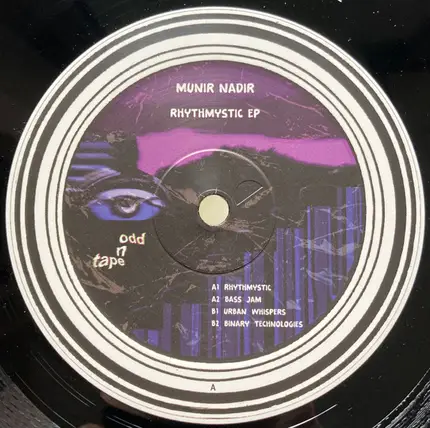 MUNIR NADIR
RHYTHMYSTIC EP
odd
n
tape
A1 RHYTHMYSTIC
A2 BASS JAM
B1 URBAN WHISPERS
B2 BINARY TECHNOLOGIES
A